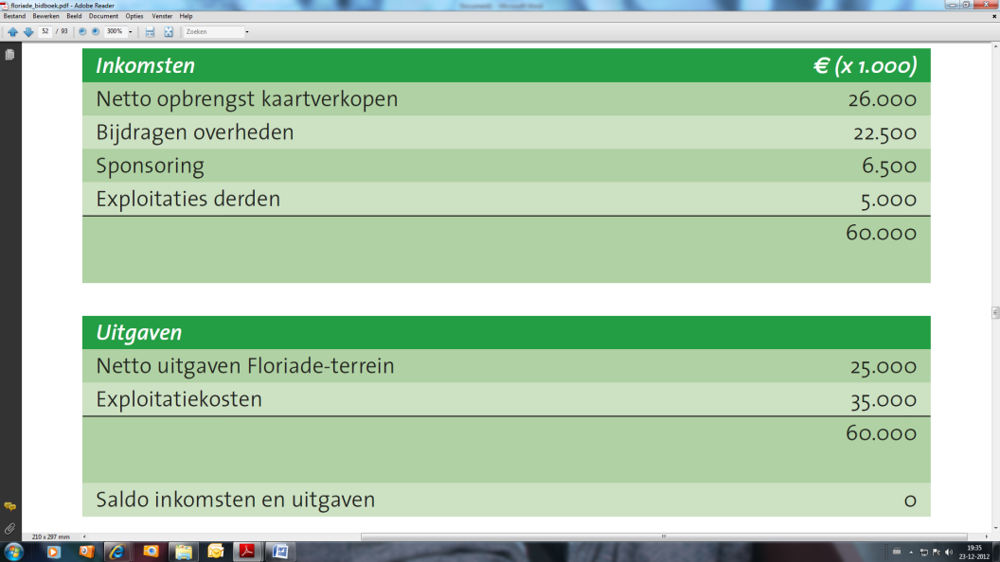 floriade_bidboek.pdf - Adobe Reader
Bestand Bewerken Beeld Document Opties Venster Help
52 / 93 300% Zoeken
Inkomsten € (x 1.000)
Netto opbrengst kaartverkopen 26.000
Bijdragen overheden 22.500
Sponsoring 6.500
Exploitaties derden 5.000
60.000
Uitgaven
Netto uitgaven Floriade-terrein 25.000
Exploitatiekosten 35.000
60.000
Saldo inkomsten en uitgaven 0
210 x 297 mm
19:35
23-12-2012